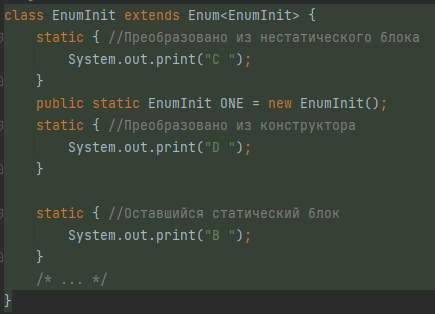 class EnumInit extends Enum<EnumInit> {
static { //Преобразовано из нестатического блока
System.out.print("C ");
}
public static EnumInit ONE = new EnumInit();
static { //Преобразовано из конструктора
System.out.print("D ");
}
static { //Оставшийся статический блок
System.out.print("B ");
}
/* ... */
}